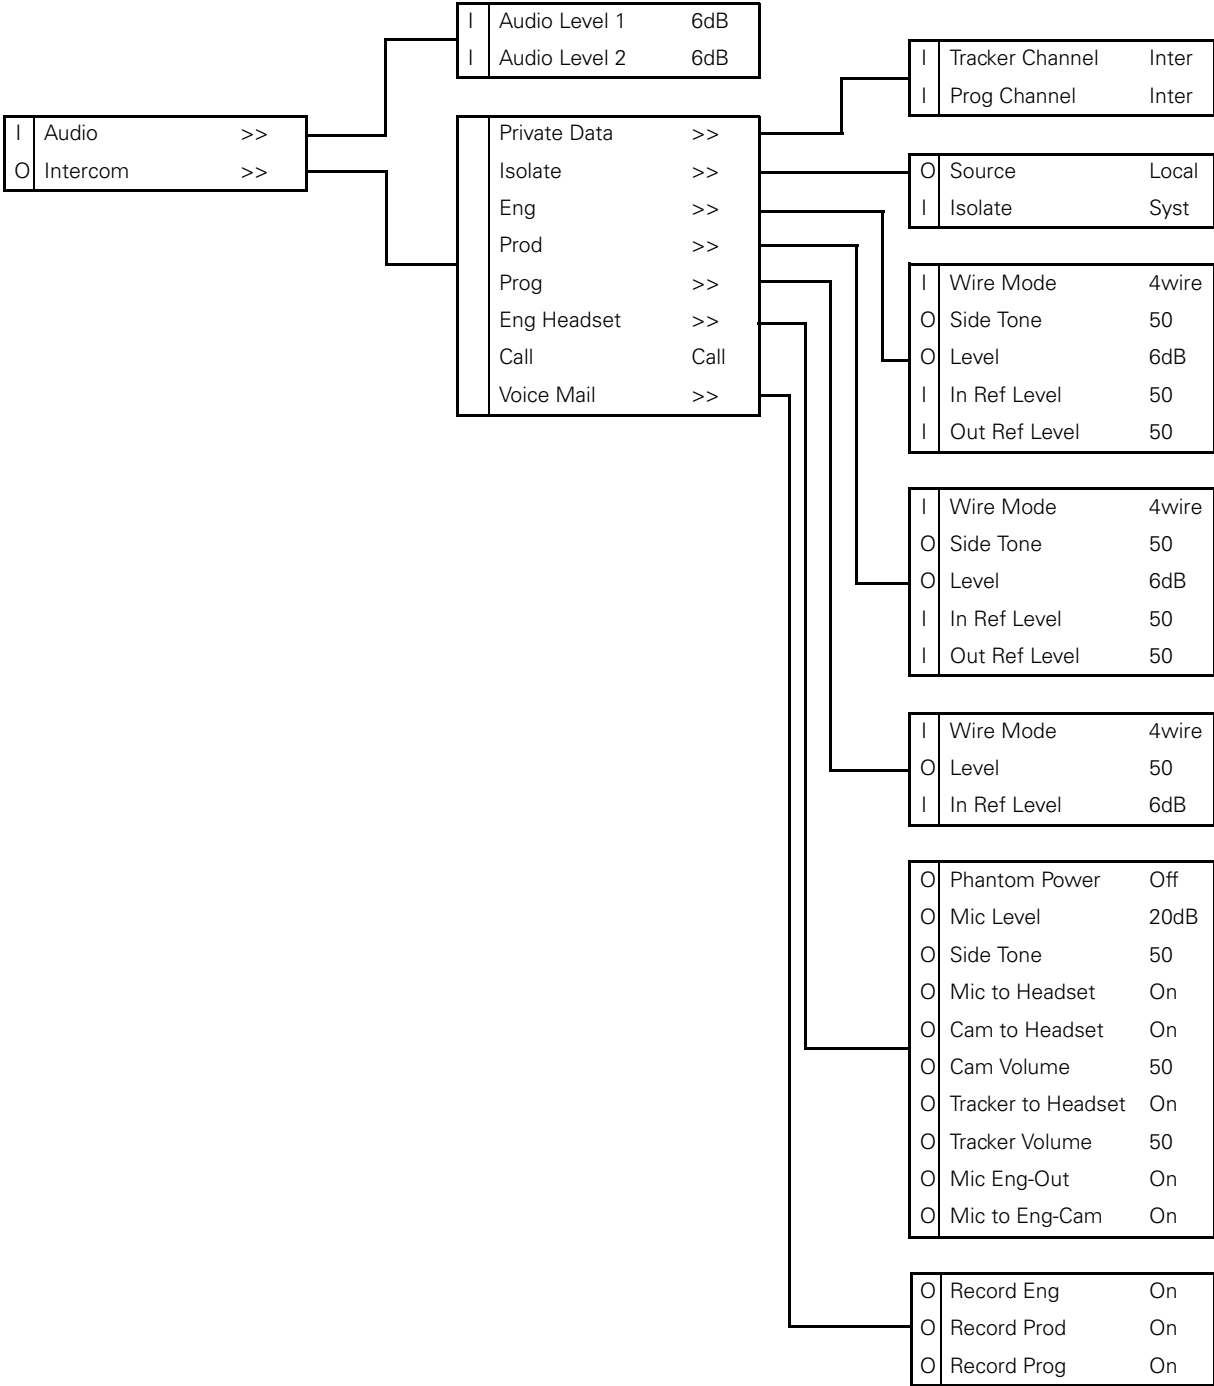 I Audio >>
O Intercom >>
I Audio Level 1 6dB
I Audio Level 2 6dB
Private Data >>
Isolate >>
Eng >>
Prod >>
Prog >>
Eng Headset >>
Call Call
Voice Mail >>
I Tracker Channel Inter
I Prog Channel Inter
O Source Local
I Isolate Syst
I Wire Mode 4wire
O Side Tone 50
O Level 6dB
I In Ref Level 50
I Out Ref Level 50
I Wire Mode 4wire
O Side Tone 50
O Level 6dB
I In Ref Level 50
I Out Ref Level 50
I Wire Mode 4wire
O Level 50
I In Ref Level 6dB
O Phantom Power Off
O Mic Level 20dB
O Side Tone 50
O Mic to Headset On
O Cam to Headset On
O Cam Volume 50
O Tracker to Headset On
O Tracker Volume 50
O Mic Eng-Out On
O Mic to Eng-Cam On
O Record Eng On
O Record Prod On
O Record Prog On